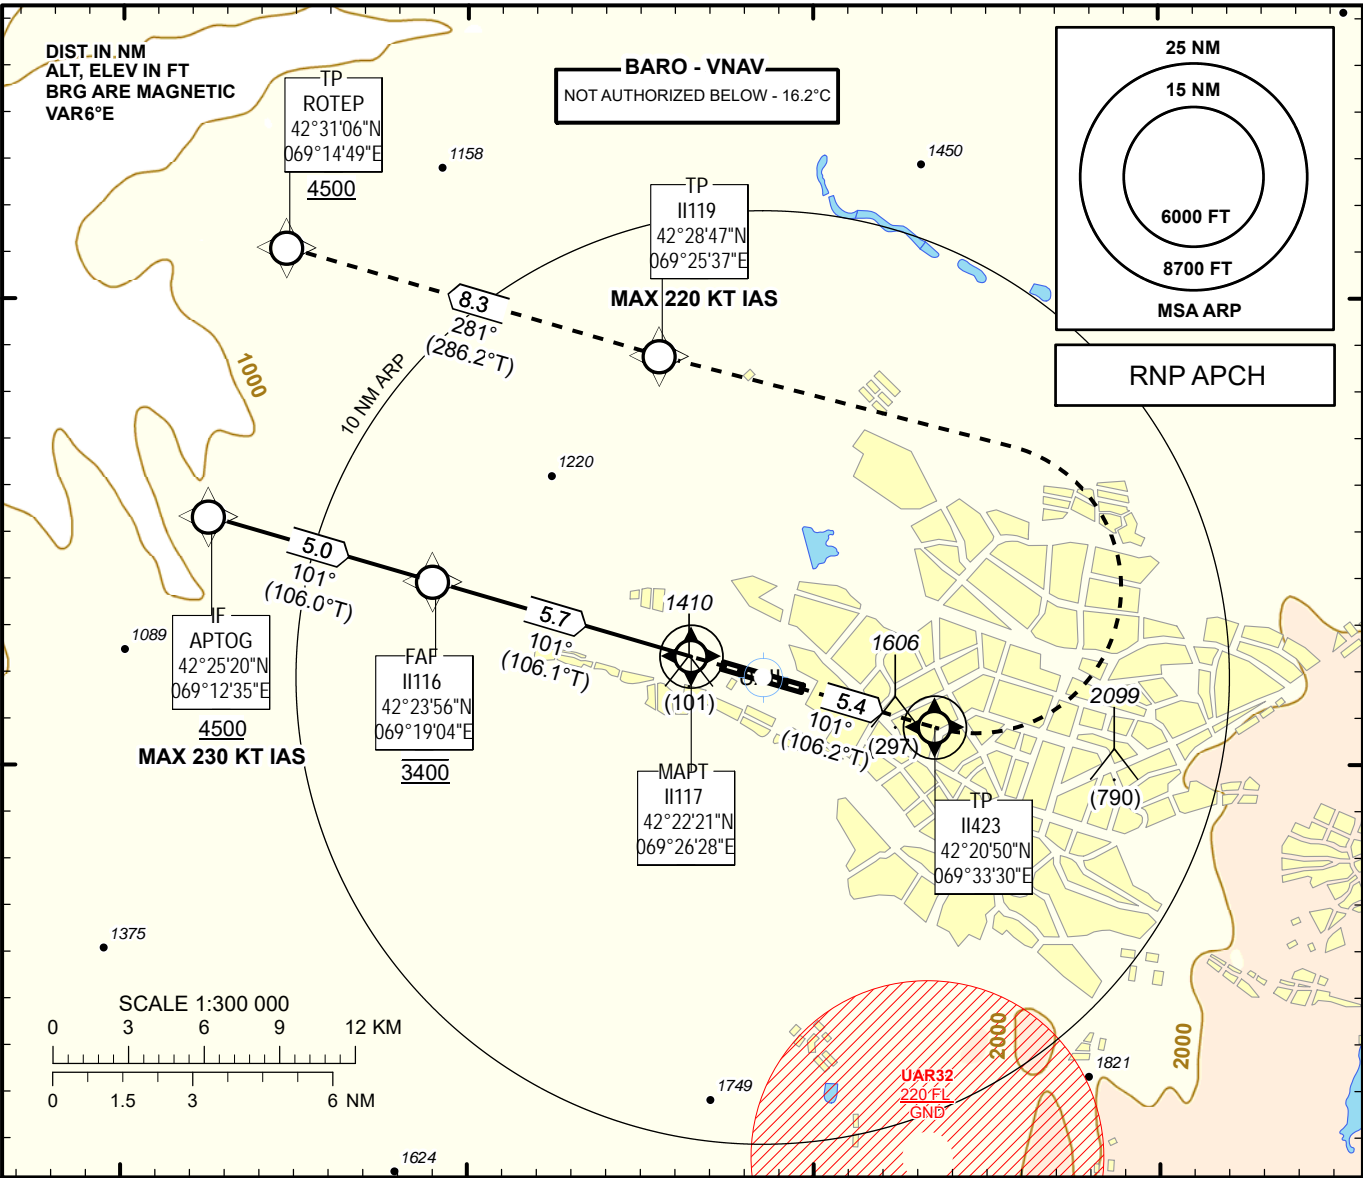 DIST IN NM
ALT, ELEV IN FT
BRG ARE MAGNETIC
VAR6°E
TP
ROTEP
42°31'06"N
069°14'49"E
4500
BARO - VNAV
NOT AUTHORIZED BELOW - 16.2°C
25 NM
15 NM
6000 FT
8700 FT
MSA ARP
RNP APCH
1158
1450
TP
II119
42°28'47"N
069°25'37"E
MAX 220 KT IAS
8.3
281°
(286.2°T)
1000
10 NM ARP
1220
5.0
101°
(106.0°T)
5.7
101°
(106.1°T)
1410
(101)
1089
IF
APTOG
42°25'20"N
069°12'35"E
4500
MAX 230 KT IAS
FAF
II116
42°23'56"N
069°19'04"E
3400
1606
(297)
5.4
101°
(106.2°T)
2099
(790)
MAPT
II117
42°22'21"N
069°26'28"E
TP
II423
42°20'50"N
069°33'30"E
1375
SCALE 1:300 000
0 3 6 9 12 KM
0 1.5 3 6 NM
1749
1624
UAR32
220 FL
GND
2000
2000
1821